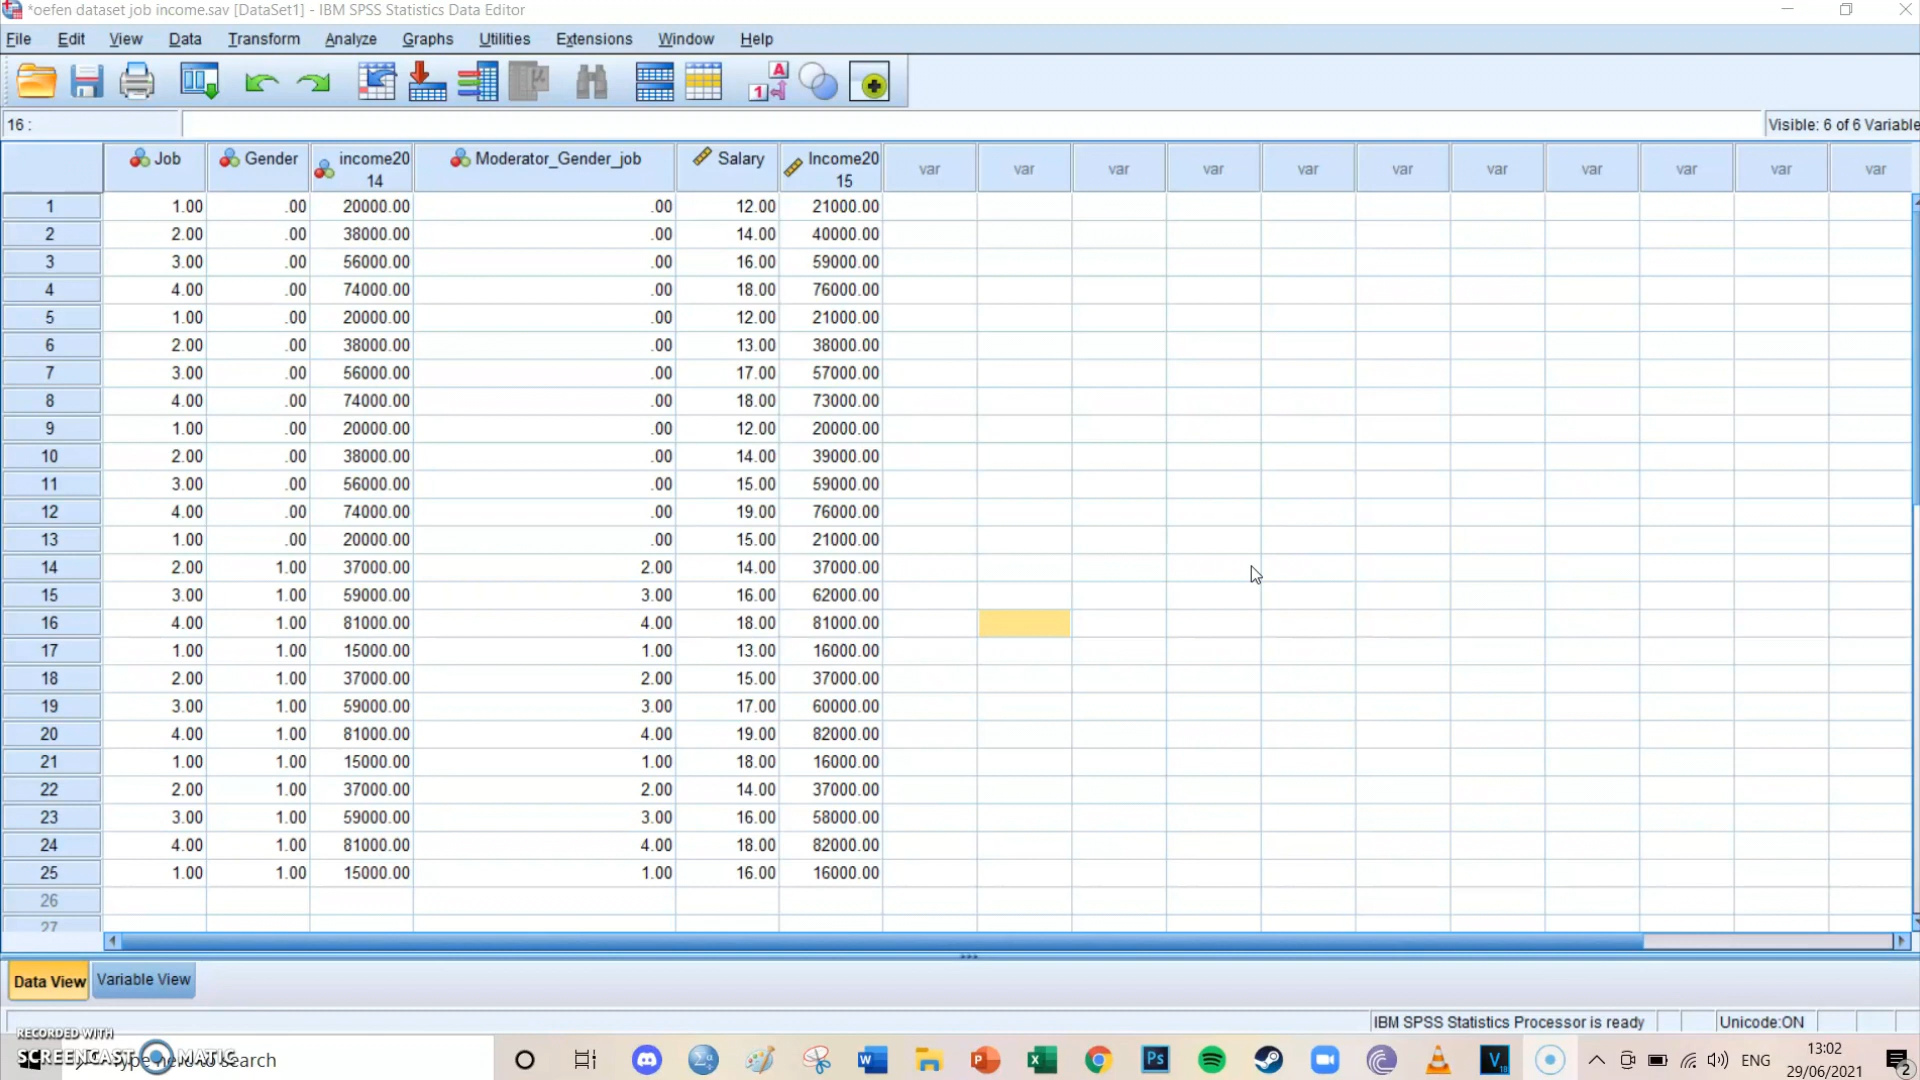 *oefen dataset job income.sav [DataSet1] - IBM SPSS Statistics Data Editor
File Edit View Data Transform Analyze Graphs Utilities Extensions Window Help
16 : Visible: 6 of 6 Variable
Job Gender income20 14 Moderator_Gender_job Salary Income20 15 var var var var var var var var var var var
1 1.00 .00 20000.00 .00 12.00 21000.00
2 2.00 .00 38000.00 .00 14.00 40000.00
3 3.00 .00 56000.00 .00 16.00 59000.00
4 4.00 .00 74000.00 .00 18.00 76000.00
5 1.00 .00 20000.00 .00 12.00 21000.00
6 2.00 .00 38000.00 .00 13.00 38000.00
7 3.00 .00 56000.00 .00 17.00 57000.00
8 4.00 .00 74000.00 .00 18.00 73000.00
9 1.00 .00 20000.00 .00 12.00 20000.00
10 2.00 .00 38000.00 .00 14.00 39000.00
11 3.00 .00 56000.00 .00 15.00 59000.00
12 4.00 .00 74000.00 .00 19.00 76000.00
13 1.00 .00 20000.00 .00 15.00 21000.00
14 2.00 1.00 37000.00 2.00 14.00 37000.00
15 3.00 1.00 59000.00 3.00 16.00 62000.00
16 4.00 1.00 81000.00 4.00 18.00 81000.00
17 1.00 1.00 15000.00 1.00 13.00 16000.00
18 2.00 1.00 37000.00 2.00 15.00 37000.00
19 3.00 1.00 59000.00 3.00 17.00 60000.00
20 4.00 1.00 81000.00 4.00 19.00 82000.00
21 1.00 1.00 15000.00 1.00 18.00 16000.00
22 2.00 1.00 37000.00 2.00 14.00 37000.00
23 3.00 1.00 59000.00 3.00 16.00 58000.00
24 4.00 1.00 81000.00 4.00 18.00 82000.00
25 1.00 1.00 15000.00 1.00 16.00 16000.00
26
27
Data View Variable View
IBM SPSS Statistics Processor is ready Unicode:ON
RECORDED WITH
SCREENCAST MATIC
Type here to search
ENG 13:02
29/06/2021 2